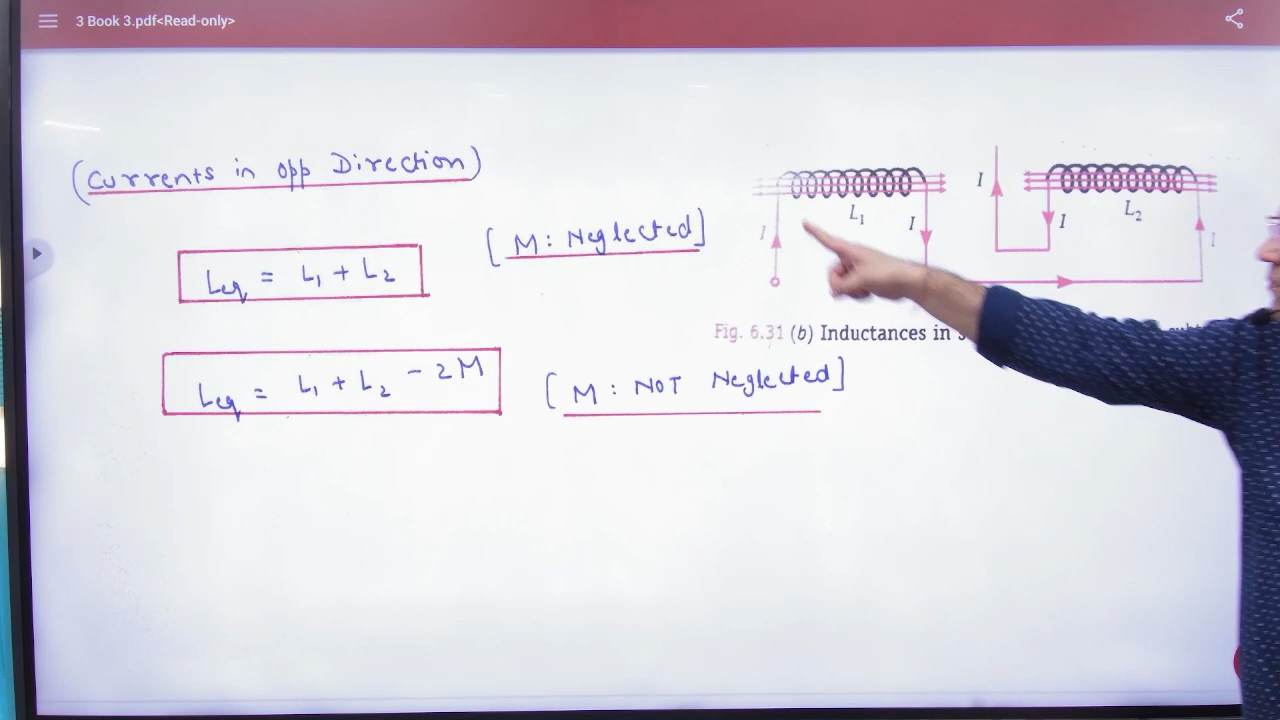 3 Book 3.pdf<Read-only>
(Currents in opp Direction)
Leq = L1 + L2 [M : Neglected]
Leq = L1 + L2 - 2M [M : NOT Neglected]
I L1 I
I I L2 I
Fig. 6.31 (b) Inductances in